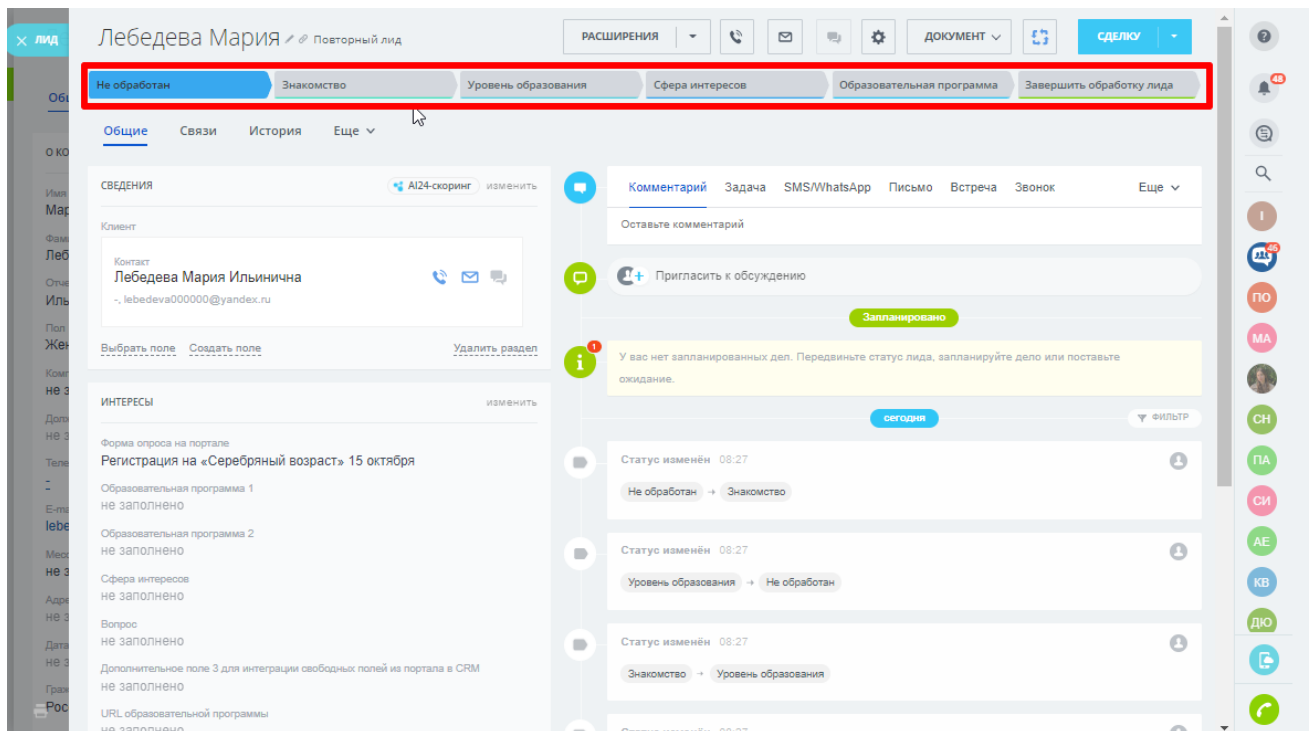 ЛИД
Лебедева Мария
Повторный лид
РАСШИРЕНИЯ
ДОКУМЕНТ
СДЕЛКУ
Не обработан
Знакомство
Уровень образования
Сфера интересов
Образовательная программа
Завершить обработку лида
48
Общие
Связи
История
Еще
СВЕДЕНИЯ
AI24-скоринг
изменить
Клиент
Контакт
Лебедева Мария Ильинична
-, lebedeva000000@yandex.ru
Выбрать поле
Создать поле
Удалить раздел
ИНТЕРЕСЫ
изменить
Форма опроса на портале
Регистрация на «Серебряный возраст» 15 октября
Образовательная программа 1
не заполнено
Образовательная программа 2
не заполнено
Сфера интересов
не заполнено
Вопрос
не заполнено
Дополнительное поле 3 для интеграции свободных полей из портала в CRM
не заполнено
URL образовательной программы
не заполнено
Комментарий
Задача
SMS/WhatsApp
Письмо
Встреча
Звонок
Еще
Оставьте комментарий
Пригласить к обсуждению
Запланировано
1
У вас нет запланированных дел. Передвиньте статус лида, запланируйте дело или поставьте
ожидание.
сегодня
ФИЛЬТР
Статус изменён 08:27
Не обработан → Знакомство
Статус изменён 08:27
Уровень образования → Не обработан
Статус изменён 08:27
Знакомство → Уровень образования
Статус изменён 08:27
I
46
ПО
МА
СН
ПА
СИ
АЕ
КВ
ДЮ